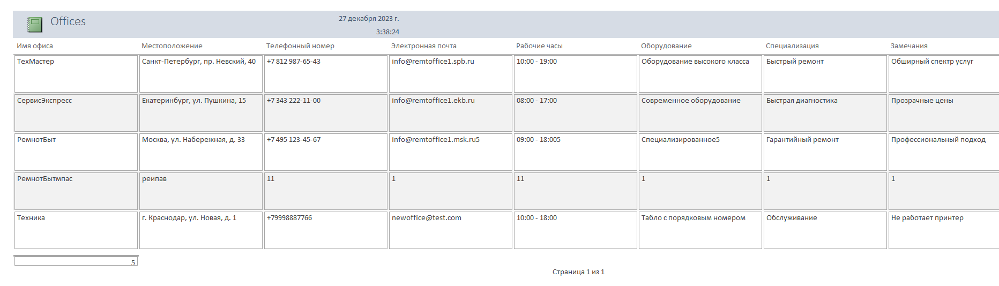 Offices
27 декабря 2023 г.
3:38:24
Имя офиса Местоположение Телефонный номер Электронная почта Рабочие часы Оборудование Специализация Замечания
ТехМастер Санкт-Петербург, пр. Невский, 40 +7 812 987-65-43 info@remtoffice1.spb.ru 10:00 - 19:00 Оборудование высокого класса Быстрый ремонт Обширный спектр услуг
СервисЭкспресс Екатеринбург, ул. Пушкина, 15 +7 343 222-11-00 info@remtoffice1.ekb.ru 08:00 - 17:00 Современное оборудование Быстрая диагностика Прозрачные цены
РемнотБыт Москва, ул. Набережная, д. 33 +7 495 123-45-67 info@remtoffice1.msk.ru5 09:00 - 18:005 Специализированное5 Гарантийный ремонт Профессиональный подход
РемнотБытмпас реипав 11 1 11 1 1 1
Техника г. Краснодар, ул. Новая, д. 1 +79998887766 newoffice@test.com 10:00 - 18:00 Табло с порядковым номером Обслуживание Не работает принтер
5
Страница 1 из 1